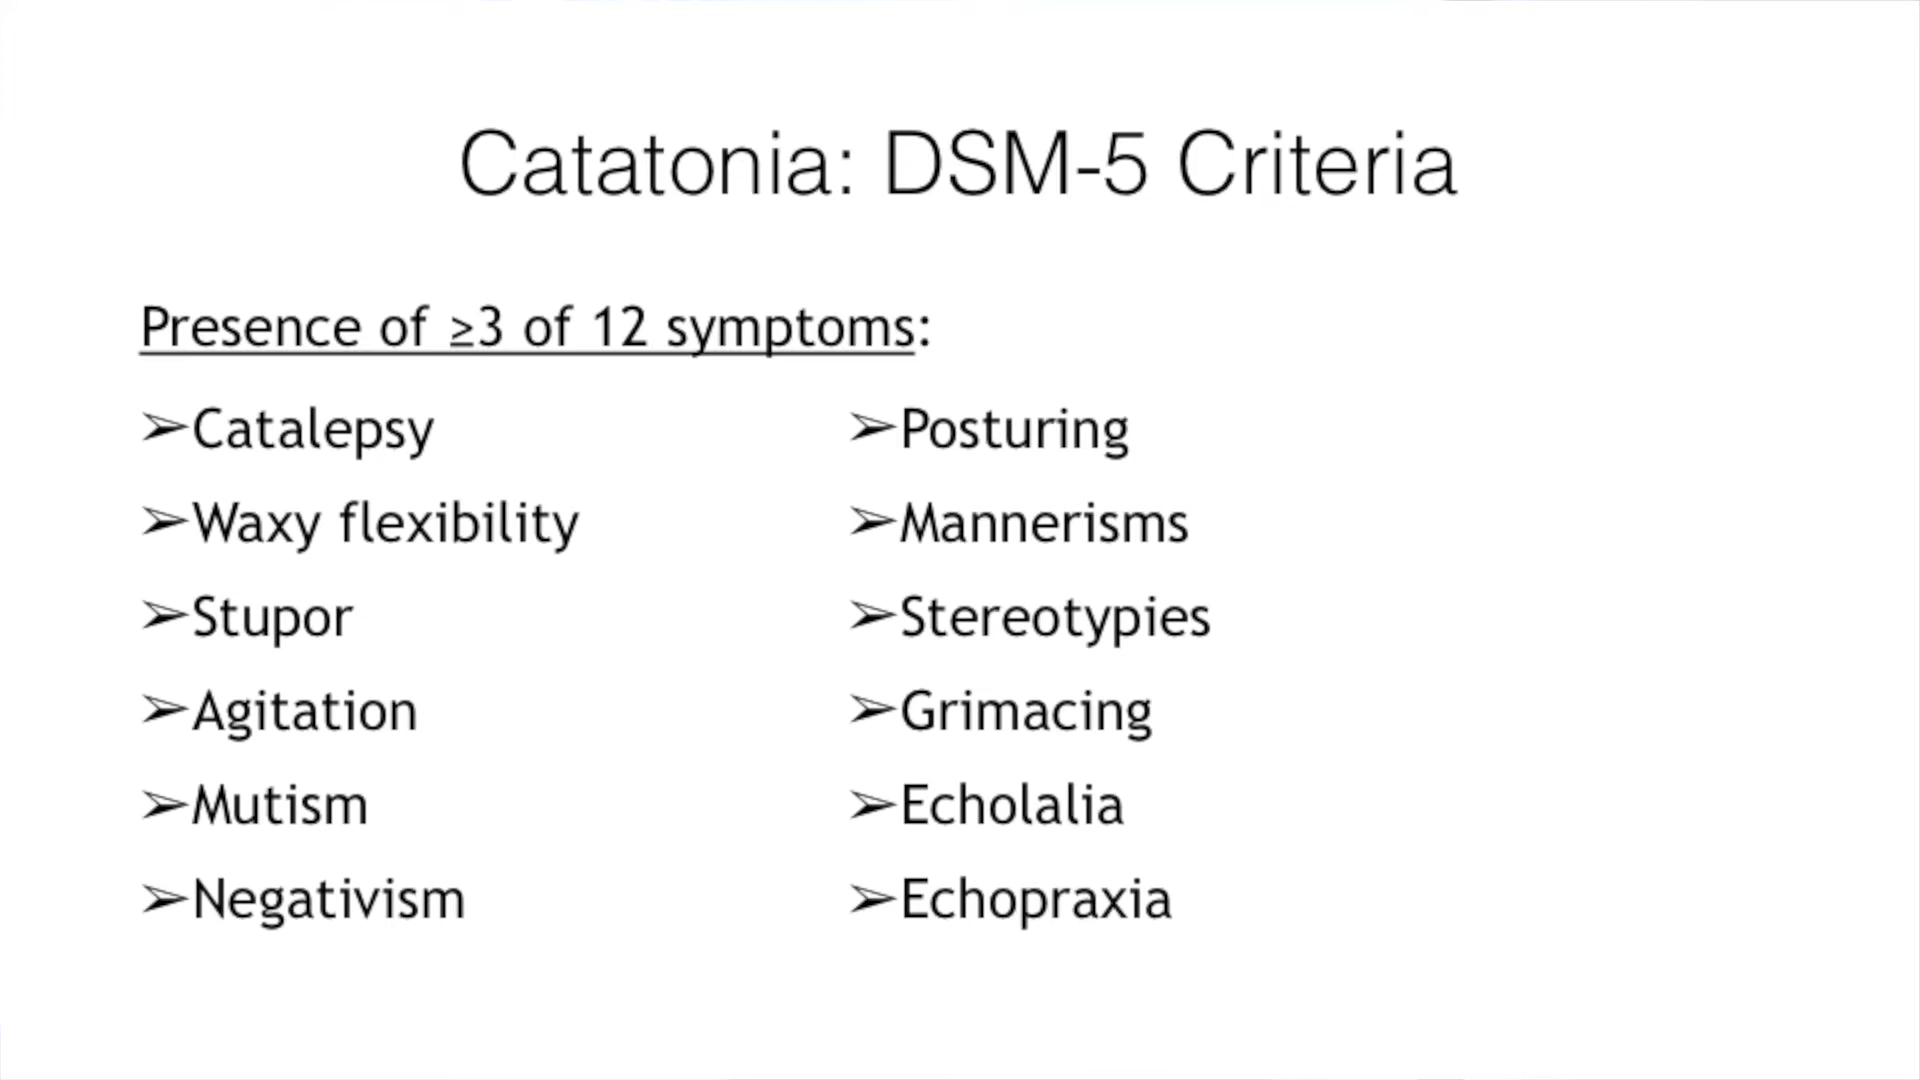 Catatonia: DSM-5 Criteria
Presence of ≥3 of 12 symptoms:
➢Catalepsy
➢Waxy flexibility
➢Stupor
➢Agitation
➢Mutism
➢Negativism
➢Posturing
➢Mannerisms
➢Stereotypies
➢Grimacing
➢Echolalia
➢Echopraxia